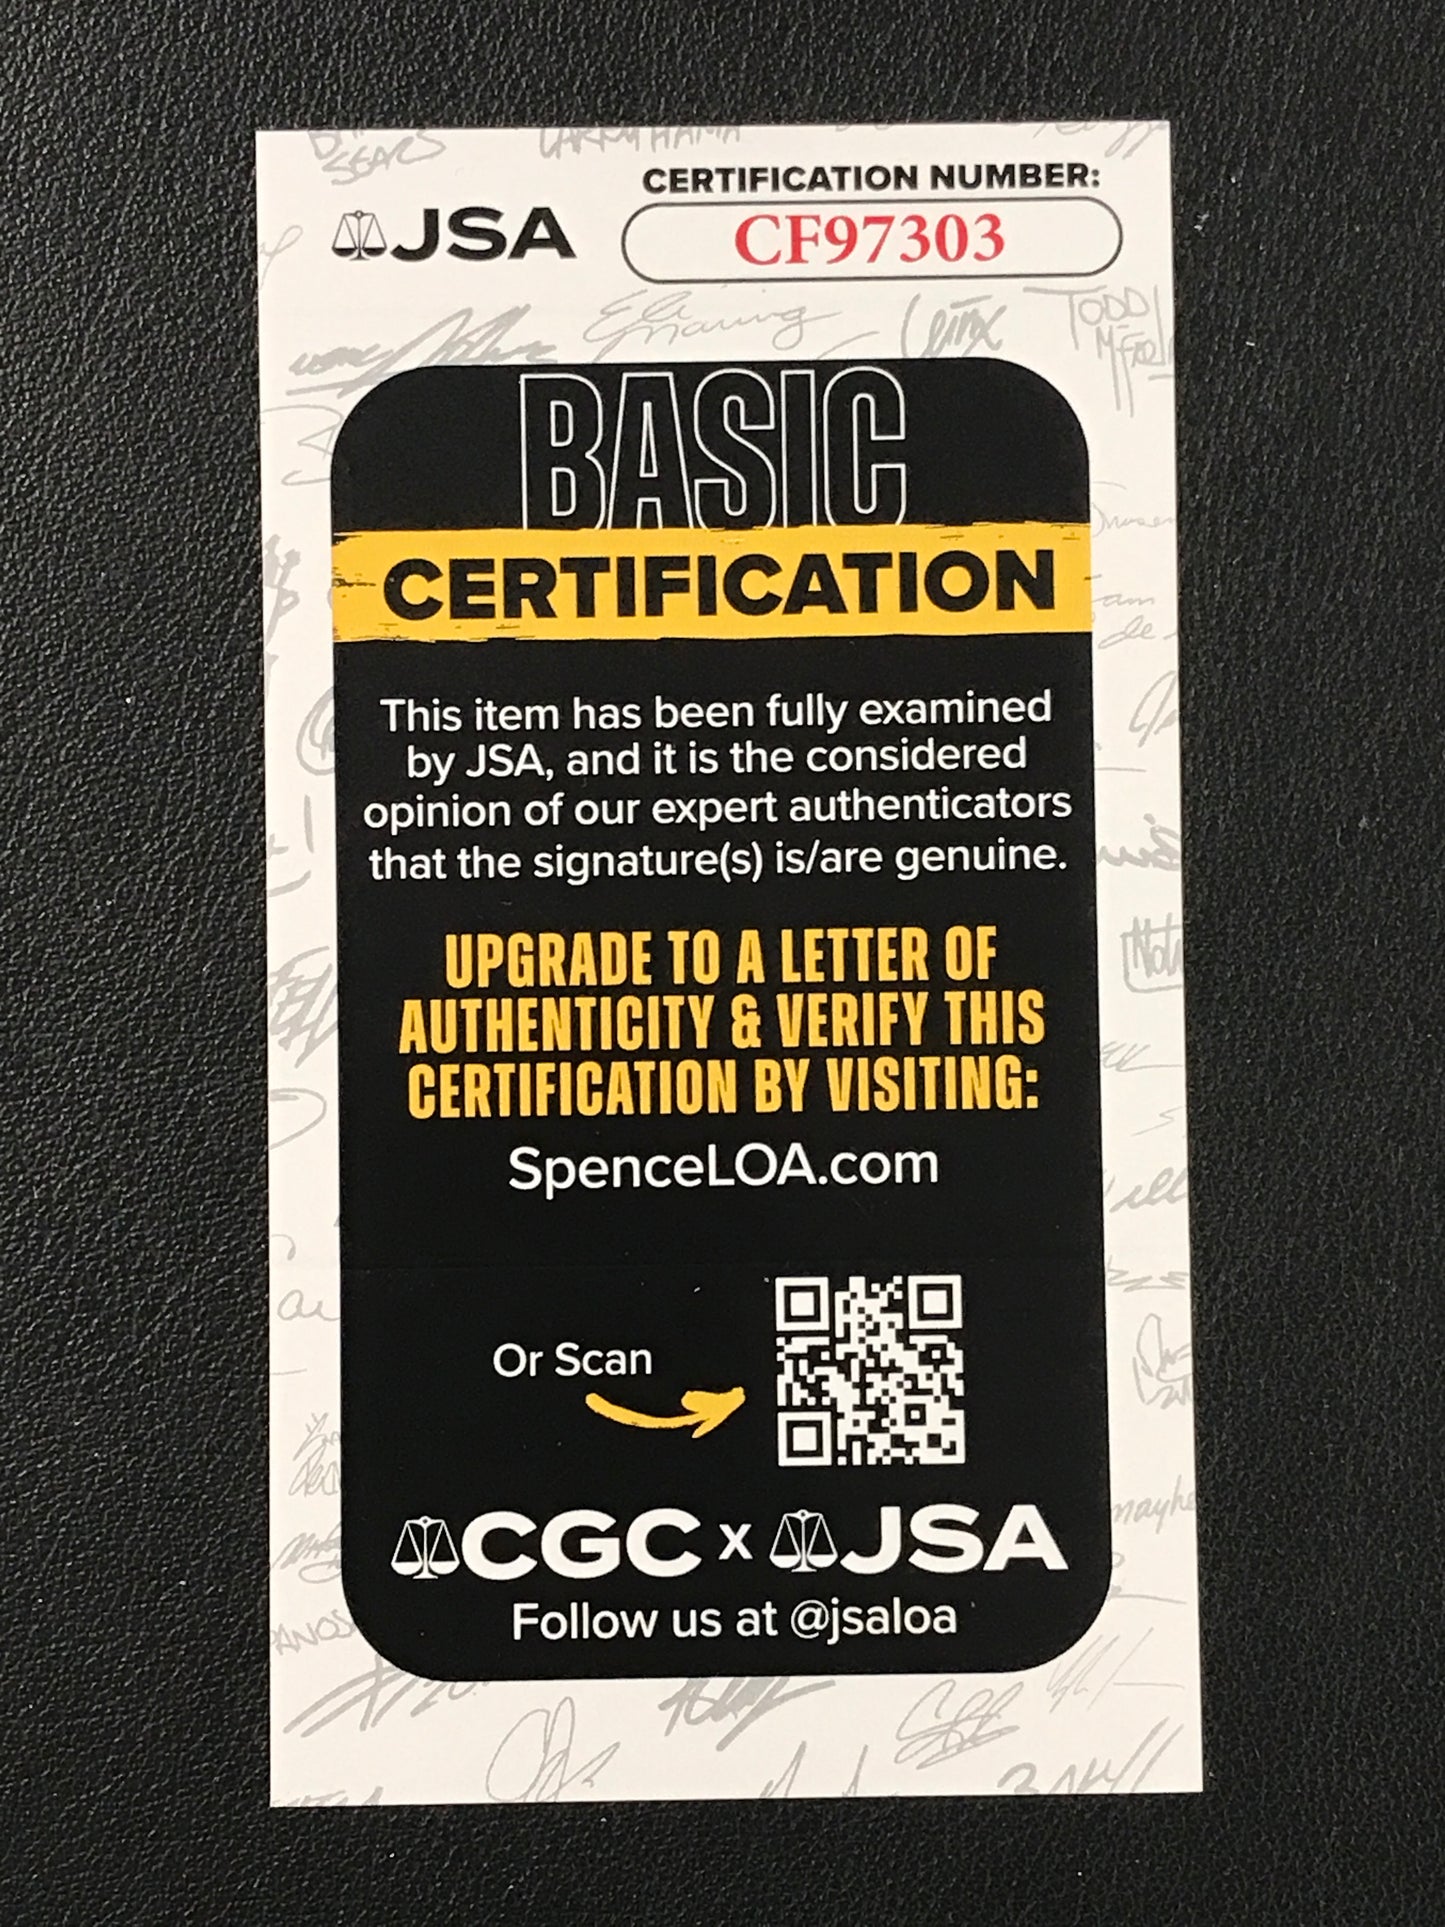 CERTIFICATION NUMBER:
JSA
CF97303
BASIC
CERTIFICATION
This item has been fully examined
by JSA, and it is the considered
opinion of our expert authenticators
that the signature(s) is/are genuine.
UPGRADE TO A LETTER OF
AUTHENTICITY & VERIFY THIS
CERTIFICATION BY VISITING:
SpenceLOA.com
Or Scan
CGC x JSA
Follow us at @jsaloa